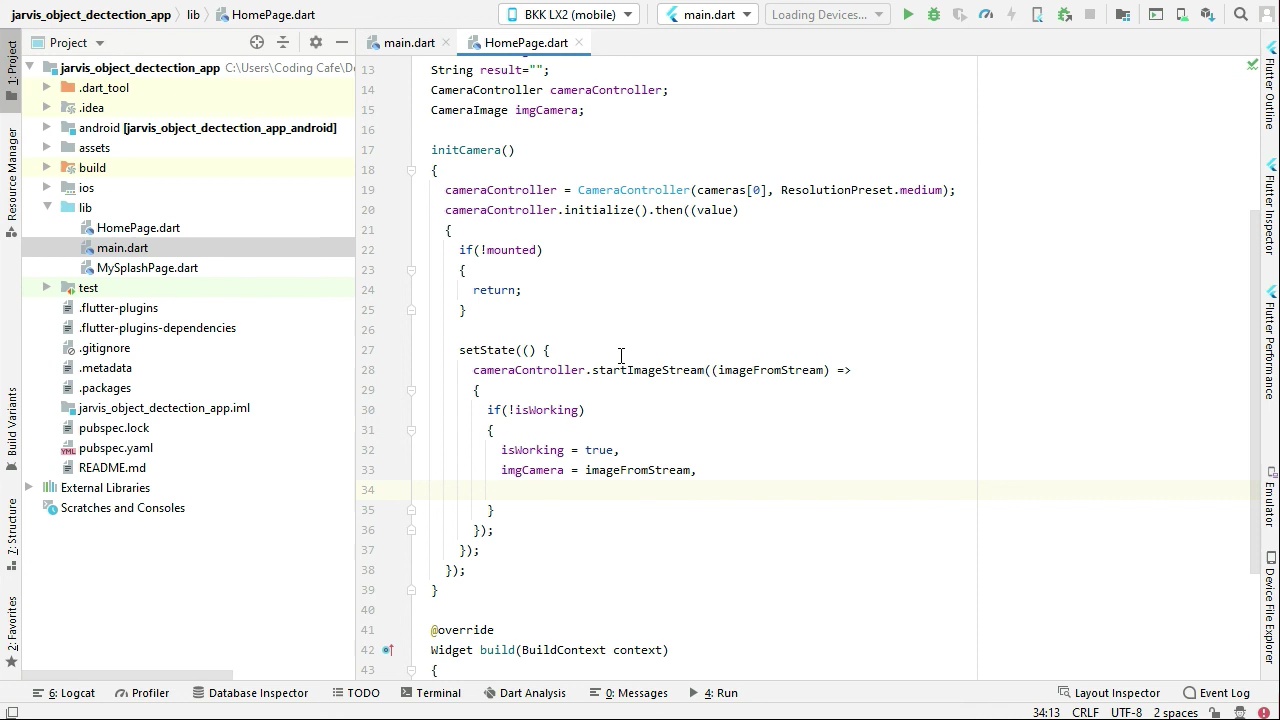 jarvis_object_dectection_app
lib
HomePage.dart
BKK LX2 (mobile)
main.dart
Loading Devices...
1: Project
Resource Manager
Build Variants
7: Structure
2: Favorites
Project
main.dart
HomePage.dart
jarvis_object_dectection_app C:\Users\Coding Cafe\De
.dart_tool
.idea
android [jarvis_object_dectection_app_android]
assets
build
ios
lib
HomePage.dart
main.dart
MySplashPage.dart
test
.flutter-plugins
.flutter-plugins-dependencies
.gitignore
.metadata
.packages
jarvis_object_dectection_app.iml
pubspec.lock
pubspec.yaml
README.md
External Libraries
Scratches and Consoles
13 String result="";
14 CameraController cameraController;
15 CameraImage imgCamera;
16
17 initCamera()
18 {
19 cameraController = CameraController(cameras[0], ResolutionPreset.medium);
20 cameraController.initialize().then((value)
21 {
22 if(!mounted)
23 {
24 return;
25 }
26
27 setState(() {
28 cameraController.startImageStream((imageFromStream) =>
29 {
30 if(!isWorking)
31 {
32 isWorking = true,
33 imgCamera = imageFromStream,
34
35 }
36 });
37 });
38 });
39 }
40
41 @override
42 Widget build(BuildContext context)
43 {
Flutter Outline
Flutter Inspector
Flutter Performance
Emulator
Device File Explorer
6: Logcat
Profiler
Database Inspector
TODO
Terminal
Dart Analysis
0: Messages
4: Run
Layout Inspector
Event Log
34:13 CRLF UTF-8 2 spaces